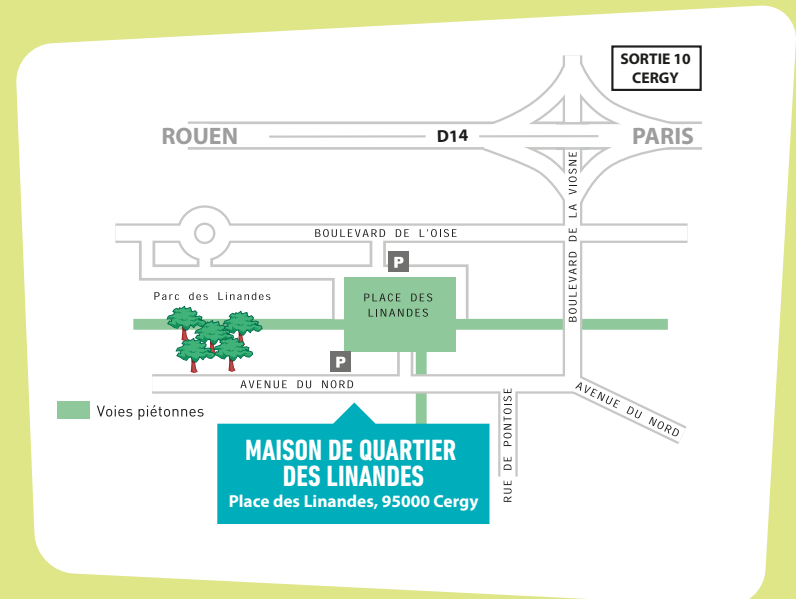 SORTIE 10
CERGY
ROUEN
D14
PARIS
BOULEVARD DE LA VIOSNE
BOULEVARD DE L'OISE
P
Parc des Linandes
PLACE DES
LINANDES
P
AVENUE DU NORD
AVENUE DU NORD
Voies piétonnes
RUE DE PONTOISE
MAISON DE QUARTIER
DES LINANDES
Place des Linandes, 95000 Cergy